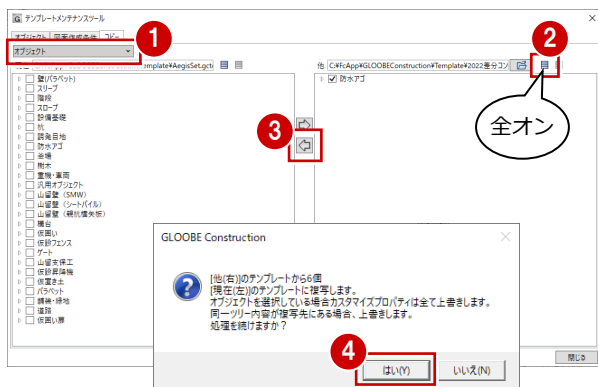 テンプレートメンテナンスツール
オブジェクト 図面作成条件 コピー
1
オブジェクト
2
mplate¥AegisSet.gct
他 C:¥FcApp¥GLOOBEConstruction¥Template¥2022差分コン
壁(パラペット)
スリーブ
階段
スロープ
設備基礎
杭
誘発目地
防水アゴ
釜場
樹木
重機・車両
汎用オブジェクト
山留壁（SMW）
山留壁（シートパイル）
山留壁（親杭横矢板）
構台
仮囲い
仮設フェンス
ゲート
山留支保工
仮設昇降機
仮置き土
パラペット
舗装・緑地
道路
仮囲い扉
防水アゴ
全オン
3
GLOOBE Construction
[他(右)]のテンプレートから6個
[現在(左)]のテンプレートに複写します。
オブジェクトを選択している場合カスタマイズプロパティは全て上書きします。
同一ツリー内容が複写先にある場合、上書きします。
処理を続けますか？
4
はい(Y)
いいえ(N)
閉じる